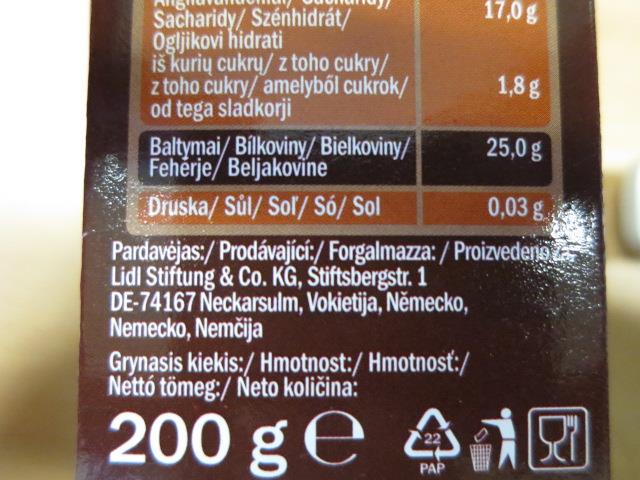 Sacharidy/ Szénhidrát/
17,0 g
Ogljikovi hidrati
iš kurių cukrų/ z toho cukry/
z toho cukry/ amelyből cukrok/
1,8 g
od tega sladkorji
Baltymai/ Bílkoviny/ Bielkoviny/
25,0 g
Fehérje/ Beljakovine
Druska/ Sůl/ Soľ/ Só/ Sol
0,03 g
Pardavėjas:/ Prodávající:/ Forgalmazza: / Proizvedeno za:
Lidl Stiftung & Co. KG, Stiftsbergstr. 1
DE-74167 Neckarsulm, Vokietija, Německo,
Nemecko, Nemčija
Grynasis kiekis:/ Hmotnost:/ Hmotnosť:/
Nettó tömeg:/ Neto količina:
200 g e
22
PAP